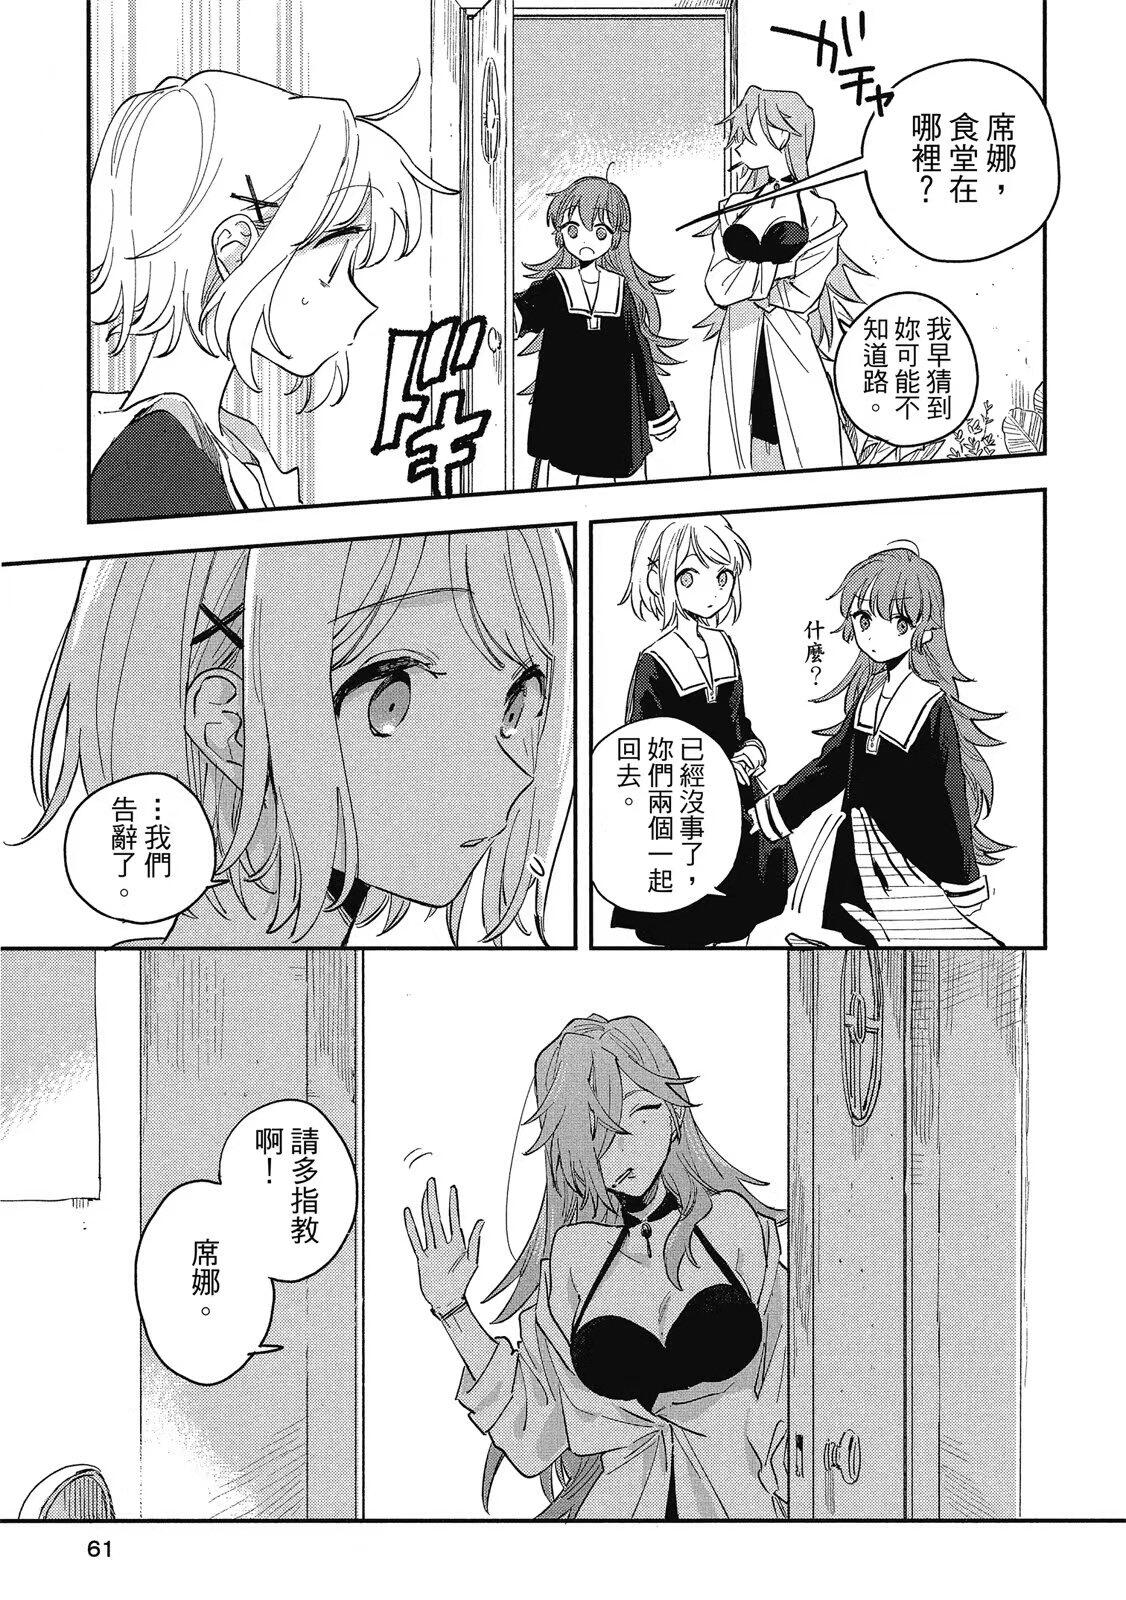 ガチャ
席娜，
食堂在
哪裡？
我早猜到
妳可能不
知道路。
ドキ
什麼？
已經沒事了，
妳們兩個一起
回去。
…我們
告辭了。
請多指教
啊！
席娜。
61